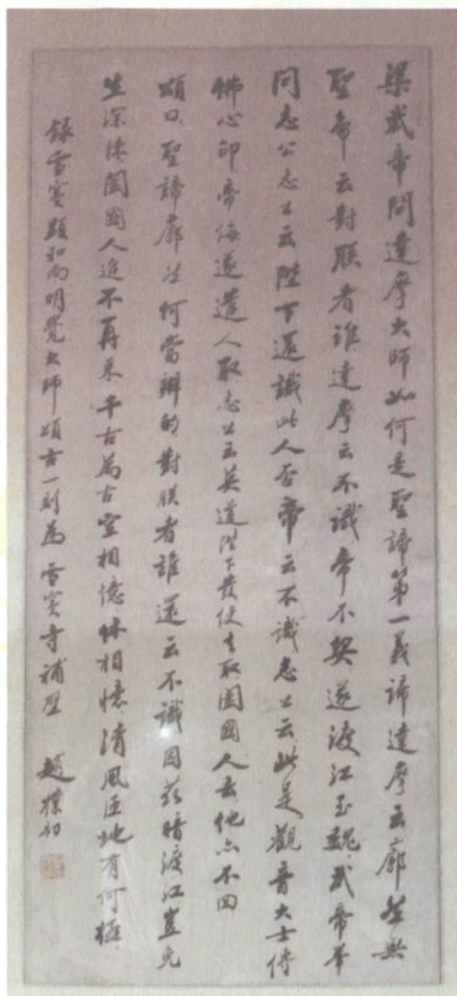 梁武帝問達摩大師如何是聖諦第一義諦達摩云廓然無
聖帝云對朕者誰達摩云不識帝不契遂渡江至魏武帝舉
問志公志公云陛下還識此人否帝云不識志公云此是觀音大士傳
佛心印帝悔遂遣人取志公云莫道陛下發使去取闔國人去他亦不回
頌曰聖諦廓然何當辨的對朕者誰還云不識因茲暗渡江豈免
生深棘闔國人追不再來千古萬古空相憶休相憶清風匝地有何極
錄雪竇顯和尚明覺大師頌古一則為雪竇寺補壁 趙樸初